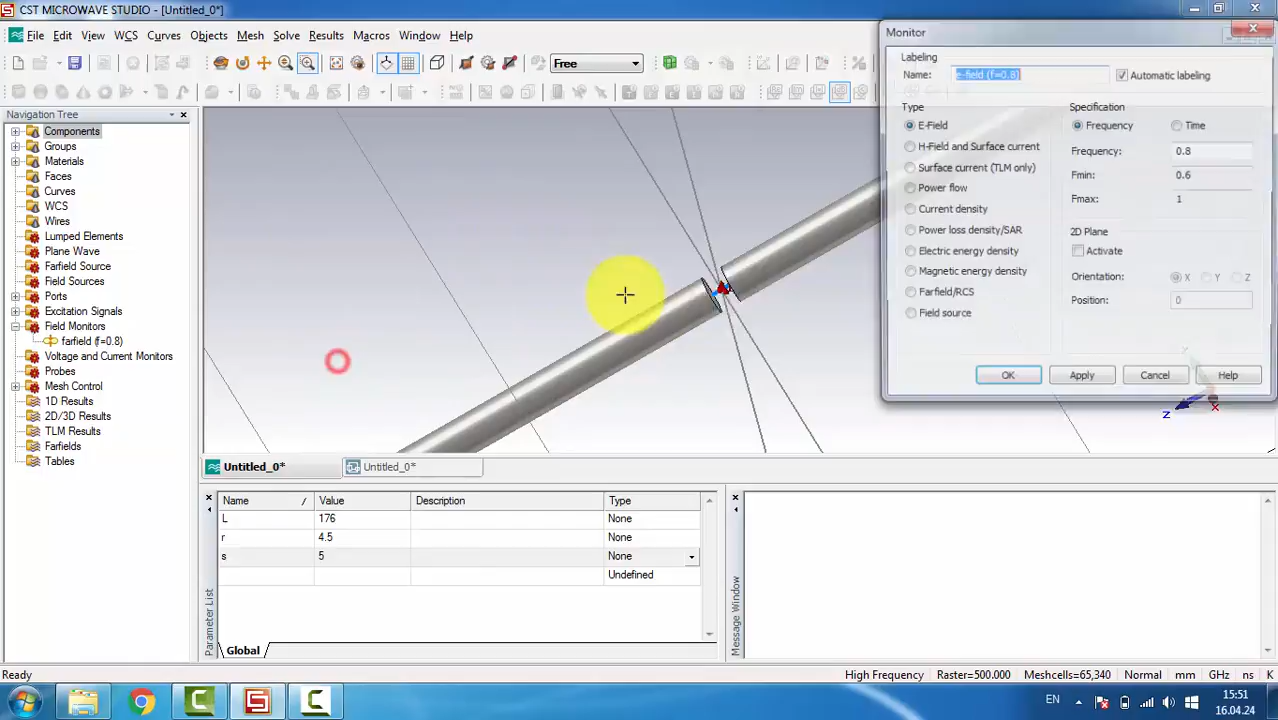 CST MICROWAVE STUDIO - [Untitled_0*]
File Edit View WCS Curves Objects Mesh Solve Results Macros Window Help
Free
Navigation Tree
Components
Groups
Materials
Faces
Curves
WCS
Wires
Lumped Elements
Plane Wave
Farfield Source
Field Sources
Ports
Excitation Signals
Field Monitors
farfield (f=0.8)
Voltage and Current Monitors
Probes
Mesh Control
1D Results
2D/3D Results
TLM Results
Farfields
Tables
Monitor
Labeling
Name: e-field (f=0.8) Automatic labeling
Type Specification
E-Field Frequency Time
H-Field and Surface current Frequency: 0.8
Surface current (TLM only) Fmin: 0.6
Power flow Fmax: 1
Current density
Power loss density/SAR 2D Plane
Electric energy density Activate
Magnetic energy density Orientation: X Y Z
Farfield/RCS Position: 0
Field source
OK Apply Cancel Help
z x
Untitled_0* Untitled_0*
Name / Value Description Type
L 176 None
r 4.5 None
s 5 None
Undefined
Parameter List
Global
Message Window
Ready High Frequency Raster=500.000 Meshcells=65,340 Normal mm GHz ns K
EN 15:51
16.04.24